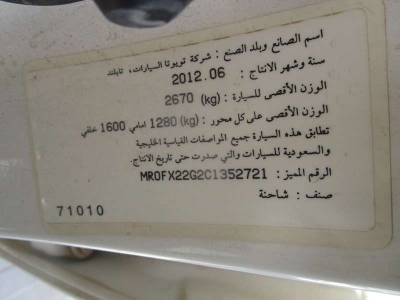 اسم الصانع وبلد الصنع : شركة تويوتا السيارات، تايلند
سنة وشهر الانتاج : 2012.06
الوزن الأقصى للسيارة : (kg) 2670
الوزن الأقصى على كل محور : (kg) 1280 امامي 1600 خلفي
تطابق هذه السيارة جميع المواصفات القياسية الخليجية
والسعودية للسيارات والتي صدرت حتى تاريخ الانتاج.
الرقم المميز : MR0FX22G2C1352721
صنف : شاحنة
71010